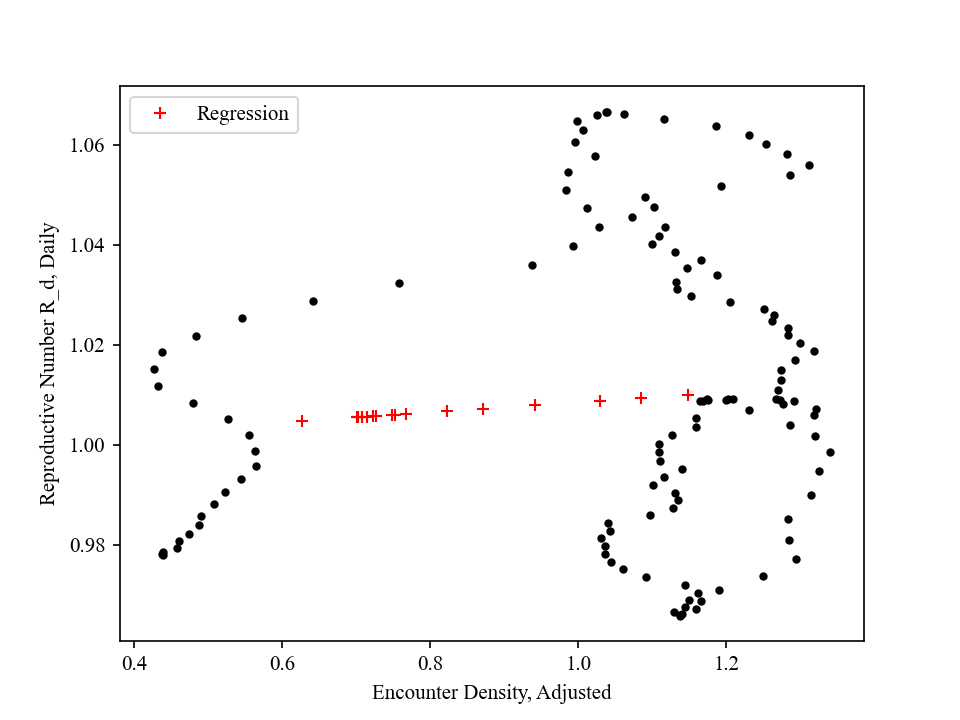 Regression
1.06
1.04
1.02
1.00
0.98
Reproductive Number R_d, Daily
0.4 0.6 0.8 1.0 1.2
Encounter Density, Adjusted